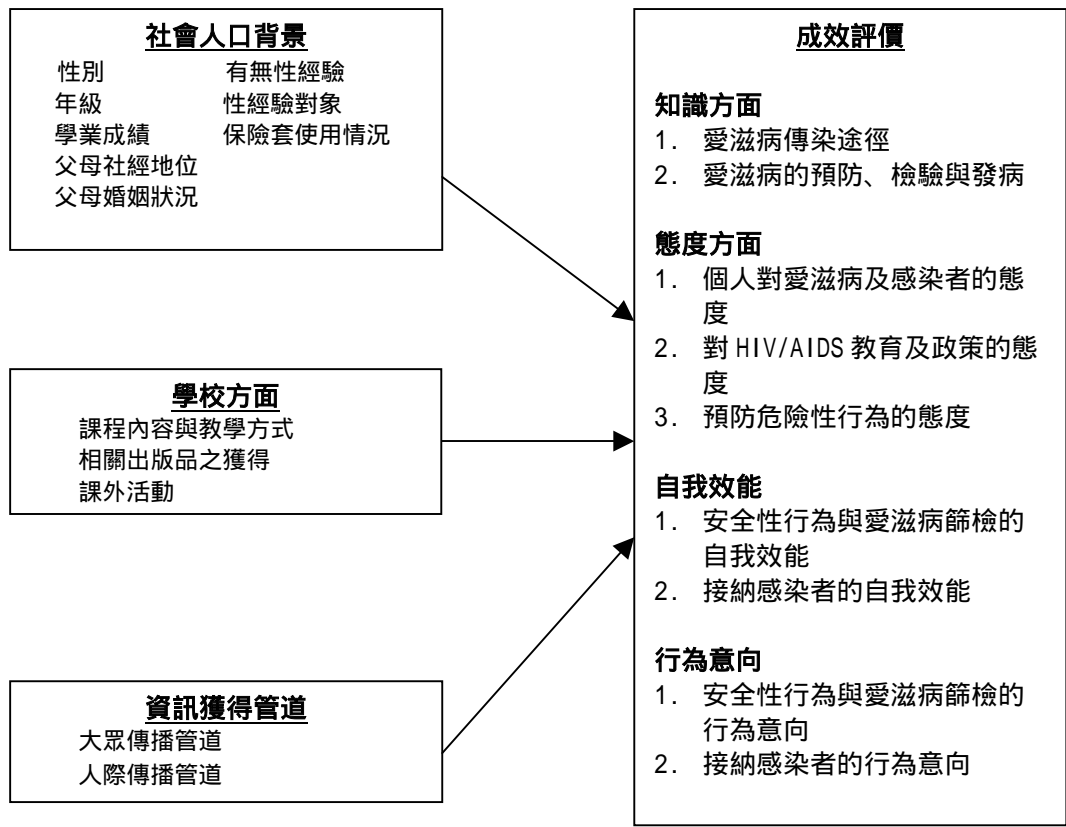 社會人口背景
性別 有無性經驗
年級 性經驗對象
學業成績 保險套使用情況
父母社經地位
父母婚姻狀況
學校方面
課程內容與教學方式
相關出版品之獲得
課外活動
資訊獲得管道
大眾傳播管道
人際傳播管道
成效評價
知識方面
1. 愛滋病傳染途徑
2. 愛滋病的預防、檢驗與發病
態度方面
1. 個人對愛滋病及感染者的態
度
2. 對 HIV/AIDS 教育及政策的態
度
3. 預防危險性行為的態度
自我效能
1. 安全性行為與愛滋病篩檢的
自我效能
2. 接納感染者的自我效能
行為意向
1. 安全性行為與愛滋病篩檢的
行為意向
2. 接納感染者的行為意向